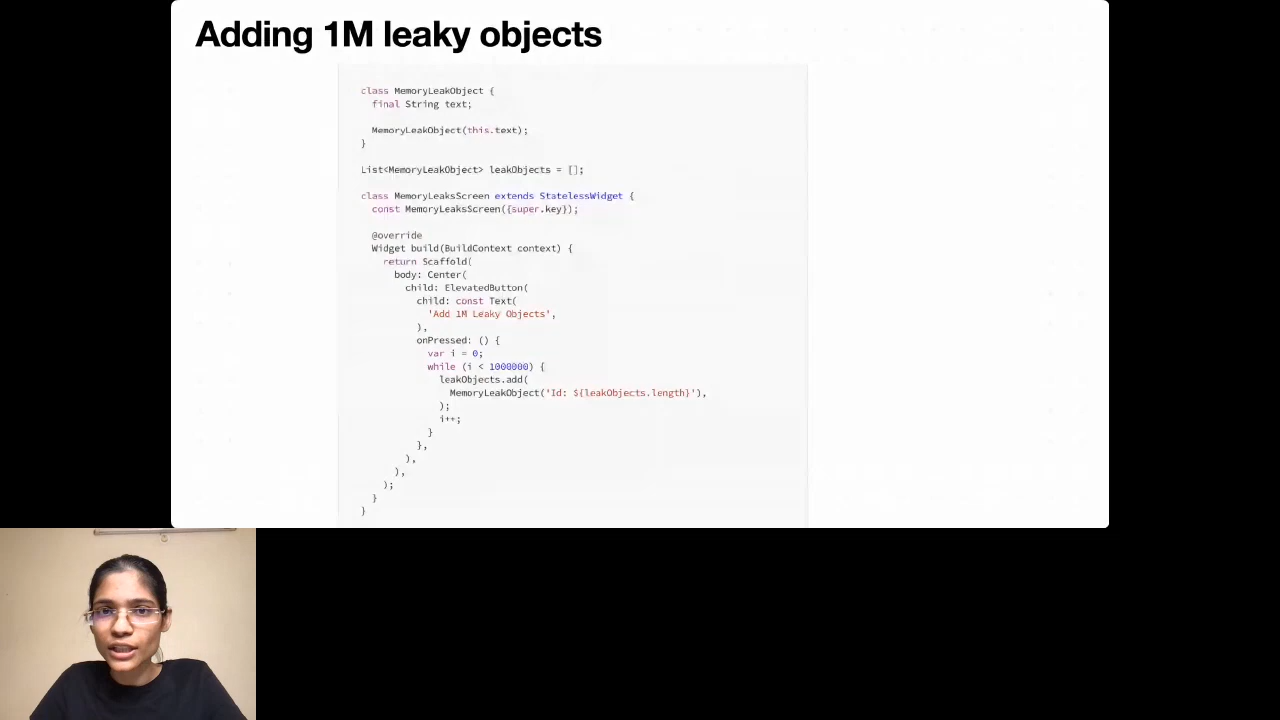 Adding 1M leaky objects
class MemoryLeakObject {
final String text;
MemoryLeakObject(this.text);
}
List<MemoryLeakObject> leakObjects = [];
class MemoryLeaksScreen extends StatelessWidget {
const MemoryLeaksScreen({super.key});
@override
Widget build(BuildContext context) {
return Scaffold(
body: Center(
child: ElevatedButton(
child: const Text(
'Add 1M Leaky Objects',
),
onPressed: () {
var i = 0;
while (i < 1000000) {
leakObjects.add(
MemoryLeakObject('Id: ${leakObjects.length}'),
);
i++;
}
},
),
),
);
}
}